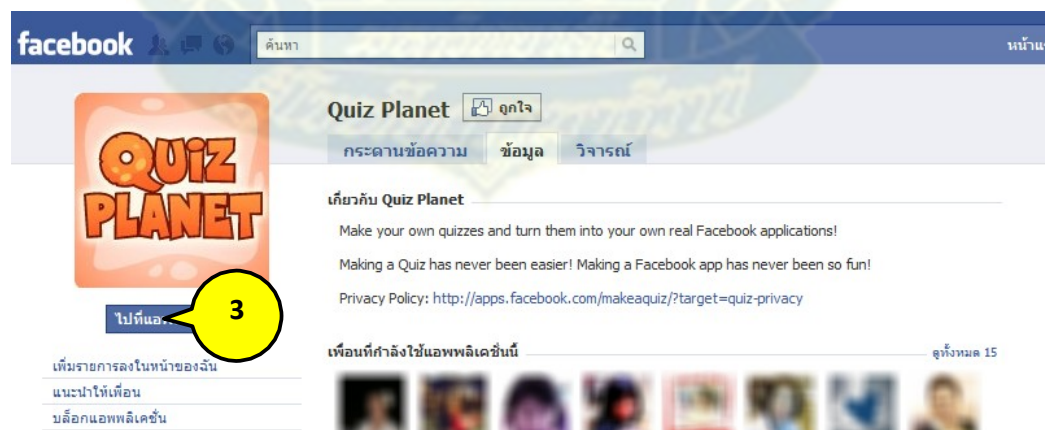 facebook
ค้นหา
QUIZ
PLANET
Quiz Planet
ถูกใจ
กระดานข้อความ ข้อมูล วิจารณ์
เกี่ยวกับ Quiz Planet
Make your own quizzes and turn them into your own real Facebook applications!
Making a Quiz has never been easier! Making a Facebook app has never been so fun!
Privacy Policy: http://apps.facebook.com/makeaquiz/?target=quiz-privacy
ไปที่
3
เพิ่มรายการลงในหน้าของฉัน
แนะนำให้เพื่อน
บล็อกแอพพลิเคชั่น
เพื่อนที่กำลังใช้แอพพลิเคชั่นนี้
ดูทั้งหมด 15